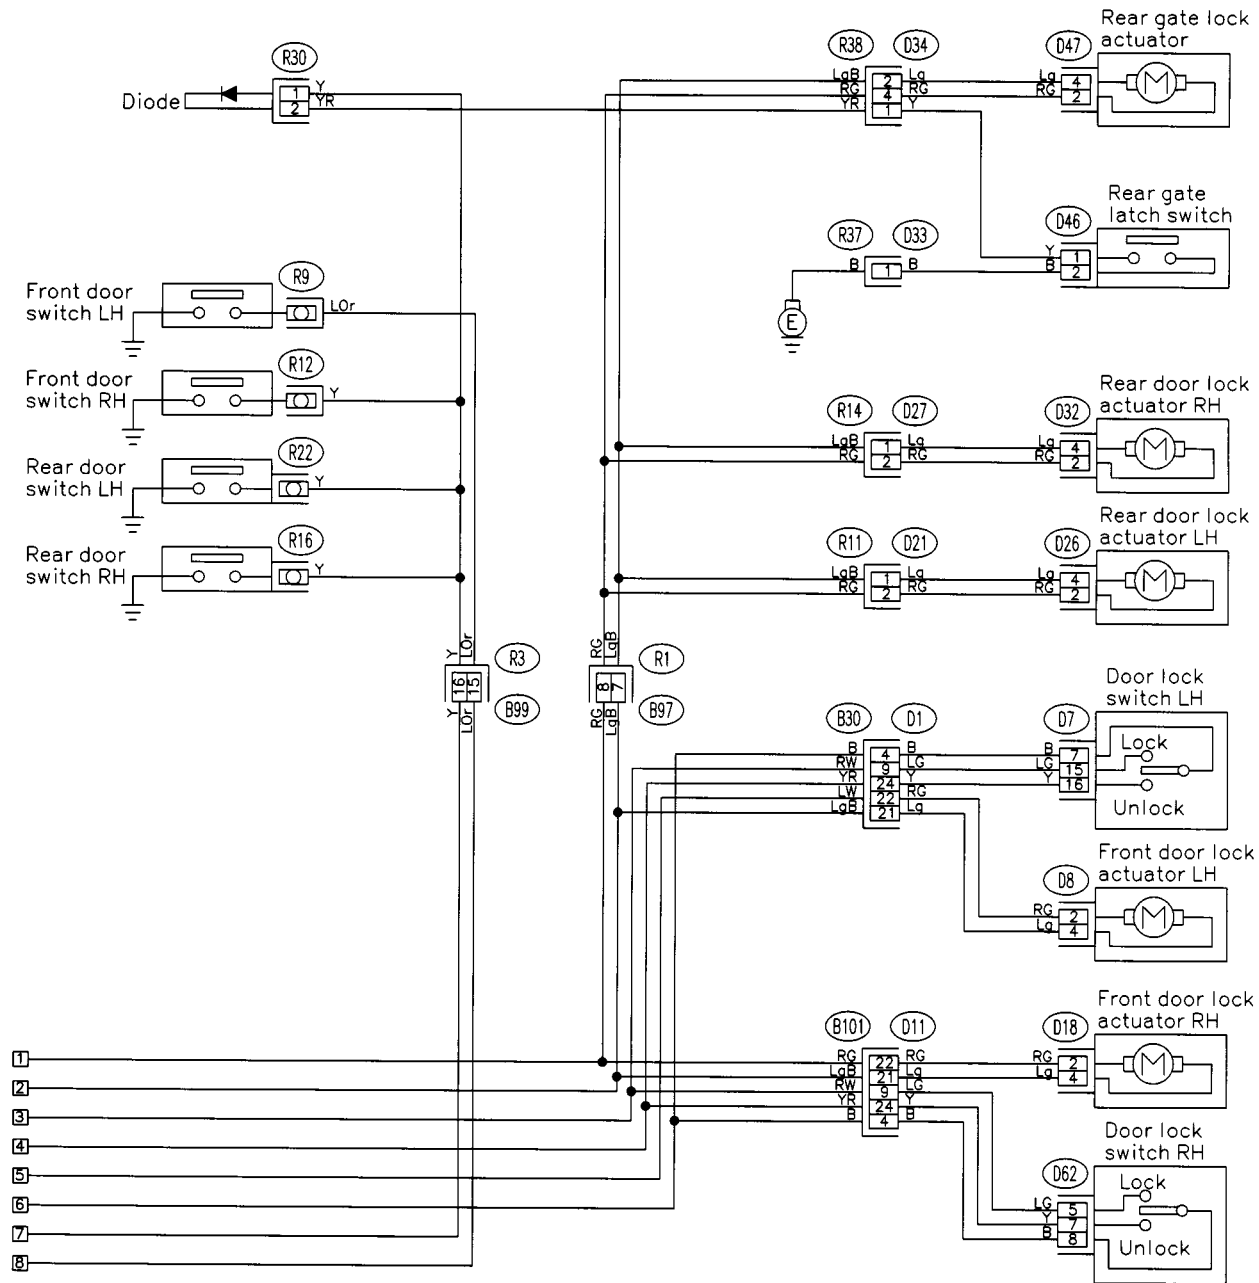 Rear gate lock
actuator
R30
R38
D34
D47
Diode
1
2
Y
YR
LgB
RG
YR
2
4
1
Lg
RG
Y
Lg
RG
4
2
M
Rear gate
latch switch
R37
D33
D46
B
1
B
Y
B
1
2
E
Front door
switch LH
R9
LOr
Front door
switch RH
R12
Y
Rear door
switch LH
R22
Y
Rear door
switch RH
R16
Y
Rear door lock
actuator RH
R14
D27
D32
LgB
RG
1
2
Lg
RG
Lg
RG
4
2
M
Rear door lock
actuator LH
R11
D21
D26
LgB
RG
1
2
Lg
RG
Lg
RG
4
2
M
Y
LOr
16
15
Y
LOr
R3
B99
RG
LgB
8
7
RG
LgB
R1
B97
Door lock
switch LH
B30
D1
D7
B
RW
YR
LW
LgB
4
9
24
22
21
B
LG
Y
RG
Lg
B
LG
Y
7
15
16
Lock
Unlock
Front door lock
actuator LH
D8
RG
Lg
2
4
M
Front door lock
actuator RH
B101
D11
D18
RG
LgB
RW
YR
B
22
21
9
24
4
RG
Lg
LG
Y
B
RG
Lg
2
4
M
Door lock
switch RH
D62
LG
Y
B
5
7
8
Lock
Unlock
1
2
3
4
5
6
7
8